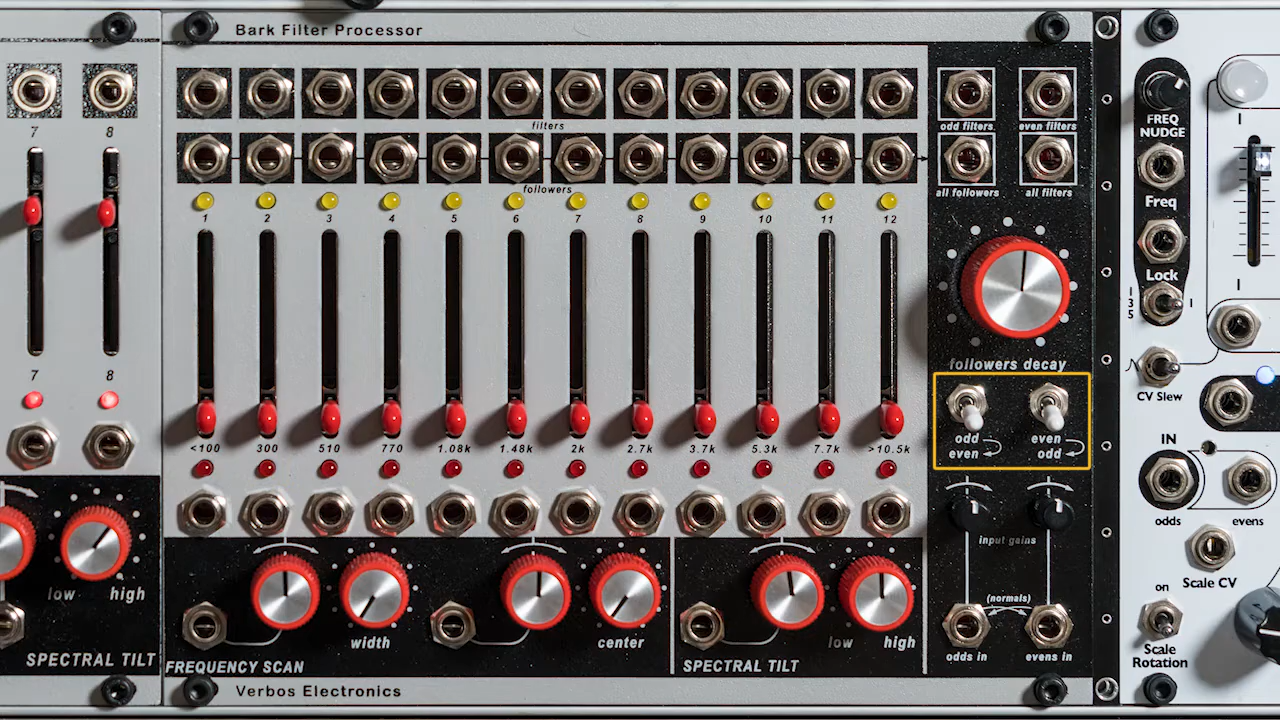 Bark Filter Processor
7 8
filters
followers
odd filters even filters
all followers all filters
1 2 3 4 5 6 7 8 9 10 11 12
7 8
<100 300 510 770 1.08k 1.48k 2k 2.7k 3.7k 5.3k 7.7k >10.5k
followers decay
odd
even
even
odd
input gains
(normals)
odds in evens in
low high
SPECTRAL TILT
width
FREQUENCY SCAN
center
low high
SPECTRAL TILT
Verbos Electronics
FREQ
NUDGE
Freq
Lock
1
3
5
1
CV Slew
I
I
IN
odds evens
Scale CV
on
Scale
Rotation